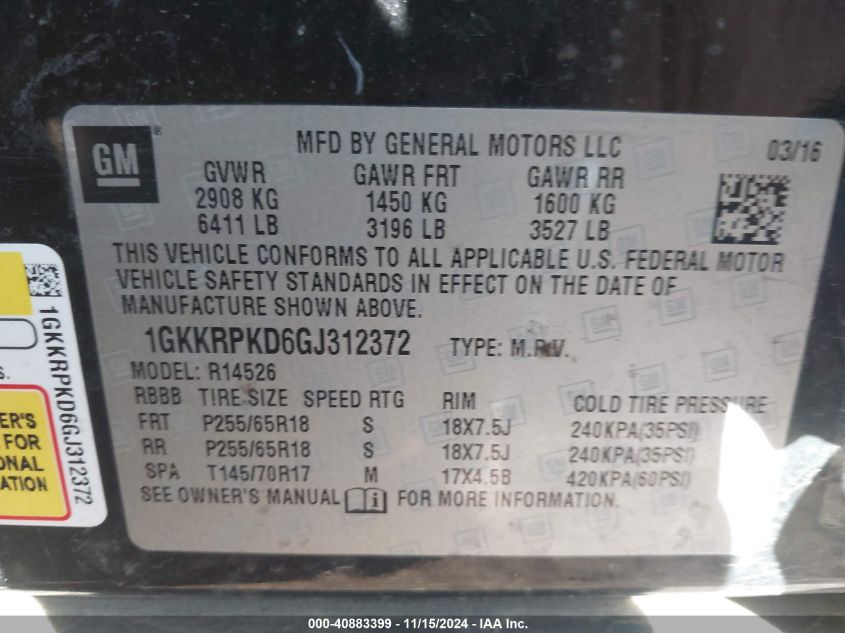 GM ®
MFD BY GENERAL MOTORS LLC 03/16
GVWR GAWR FRT GAWR RR
2908 KG 1450 KG 1600 KG
6411 LB 3196 LB 3527 LB
THIS VEHICLE CONFORMS TO ALL APPLICABLE U.S. FEDERAL MOTOR
VEHICLE SAFETY STANDARDS IN EFFECT ON THE DATE OF
MANUFACTURE SHOWN ABOVE.
1GKKRPKD6GJ312372 TYPE: M.P.V.
MODEL: R14526
RBBB TIRE SIZE SPEED RTG RIM COLD TIRE PRESSURE
FRT P255/65R18 S 18X7.5J 240KPA(35PSI)
RR P255/65R18 S 18X7.5J 240KPA(35PSI)
SPA T145/70R17 M 17X4.5B 420KPA(60PSI)
SEE OWNER'S MANUAL i FOR MORE INFORMATION.
1GKKRPKD6GJ312372
S.
ER'S
FOR
ONAL
ATION
000-40883399 - 11/15/2024 - IAA Inc.